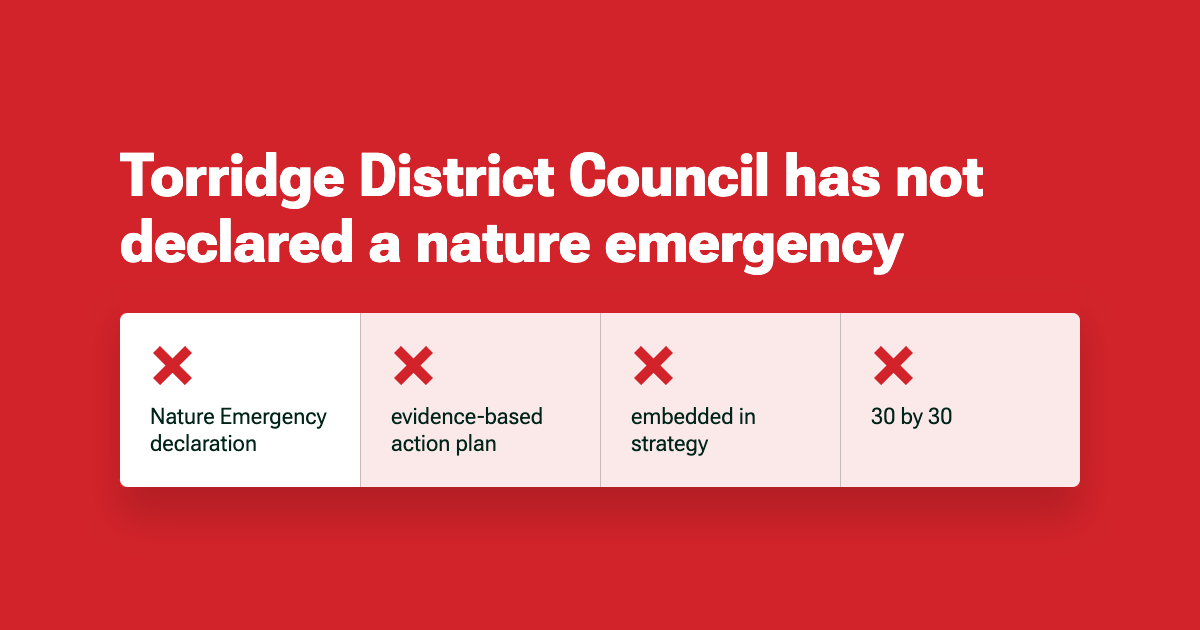 Torridge District Council has not
declared a nature emergency
Nature Emergency
declaration
evidence-based
action plan
embedded in
strategy
30 by 30